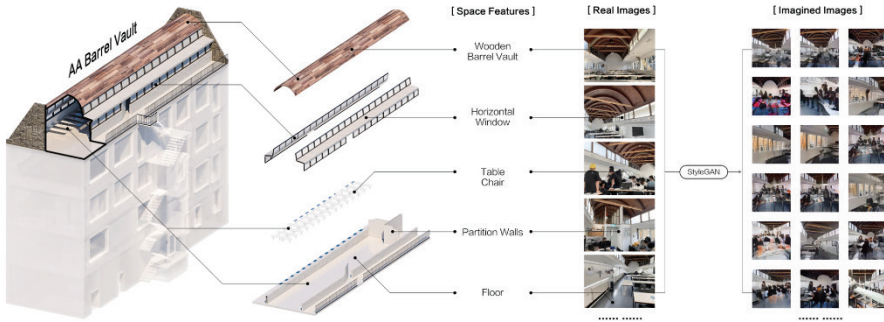 AA Barrel Vault
[ Space Features ]
[ Real Images ]
[ Imagined Images ]
Wooden
Barrel Vault
Horizontal
Window
Table
Chair
Partition Walls
Floor
StyleGAN
...... ......
...... ......